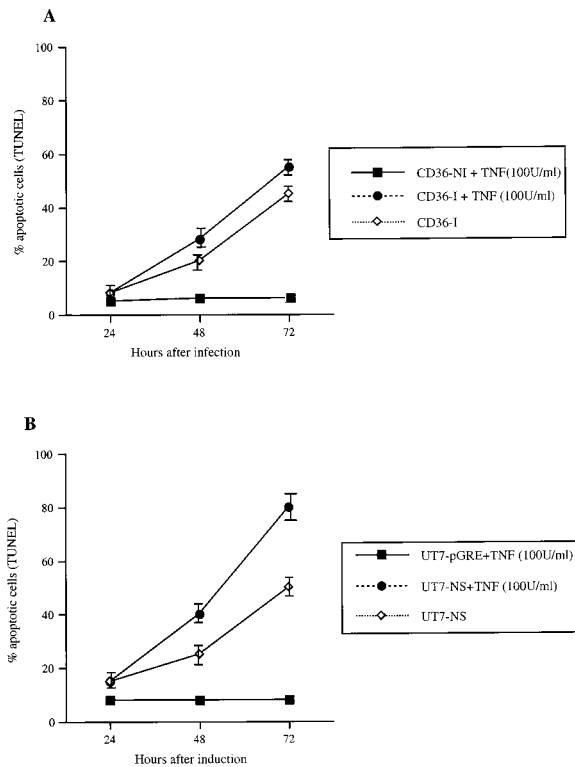 A
100
80
60
40
20
0
% apoptotic cells (TUNEL)
24 48 72
Hours after infection
CD36-NI + TNF(100U/ml)
CD36-I + TNF (100U/ml)
CD36-I
B
100
80
60
40
20
0
% apoptotic cells (TUNEL)
24 48 72
Hours after induction
UT7-pGRE+TNF (100U/ml)
UT7-NS+TNF (100U/ml)
UT7-NS